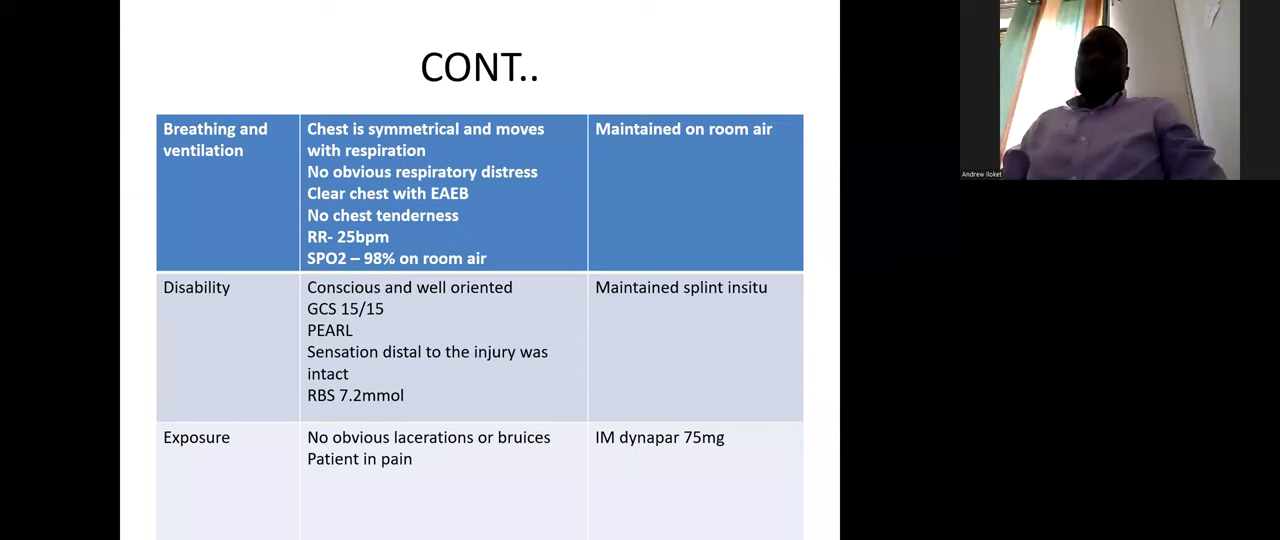 CONT..
Breathing and
ventilation
Chest is symmetrical and moves
with respiration
No obvious respiratory distress
Clear chest with EAEB
No chest tenderness
RR- 25bpm
SPO2 – 98% on room air
Maintained on room air
Disability
Conscious and well oriented
GCS 15/15
PEARL
Sensation distal to the injury was
intact
RBS 7.2mmol
Maintained splint insitu
Exposure
No obvious lacerations or bruices
Patient in pain
IM dynapar 75mg
Andrew Iloket